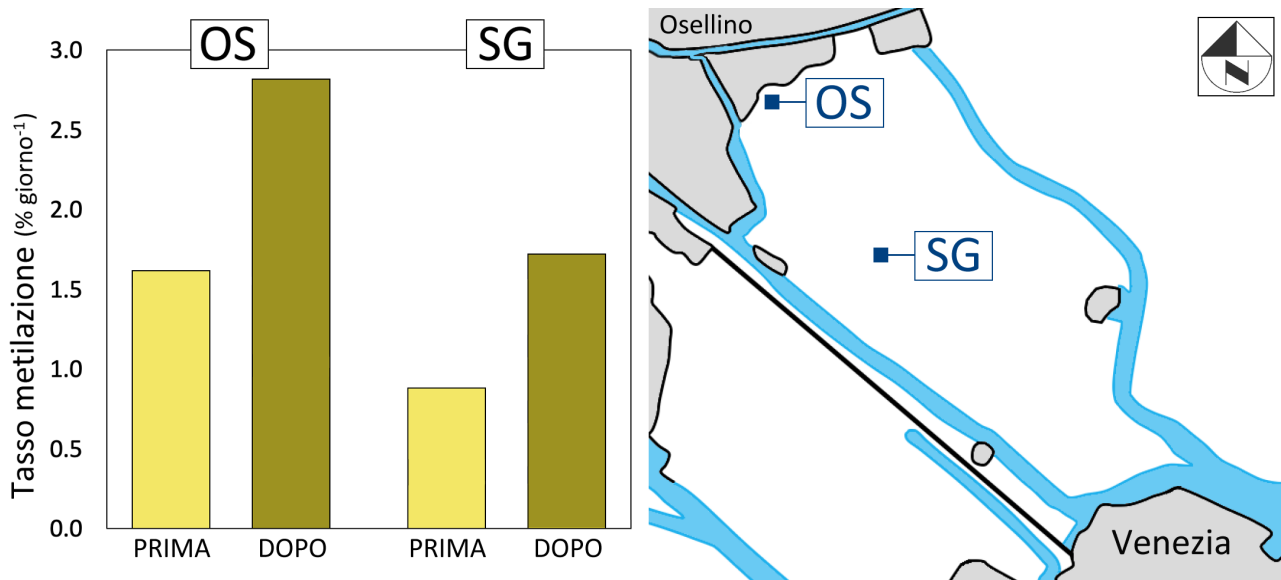 OS
SG
Tasso metilazione (% giorno⁻¹)
3.0
2.5
2.0
1.5
1.0
0.5
0.0
PRIMA
DOPO
PRIMA
DOPO
Osellino
N
OS
SG
Venezia